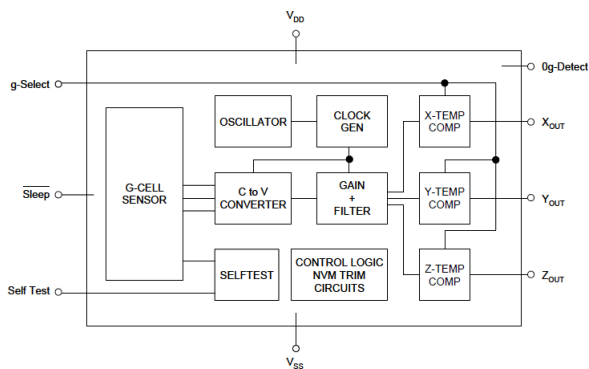 VDD
g-Select
0g-Detect
OSCILLATOR
CLOCK
GEN
X-TEMP
COMP
XOUT
G-CELL
SENSOR
Sleep
C to V
CONVERTER
GAIN
+
FILTER
Y-TEMP
COMP
YOUT
Self Test
SELFTEST
CONTROL LOGIC
NVM TRIM
CIRCUITS
Z-TEMP
COMP
ZOUT
VSS